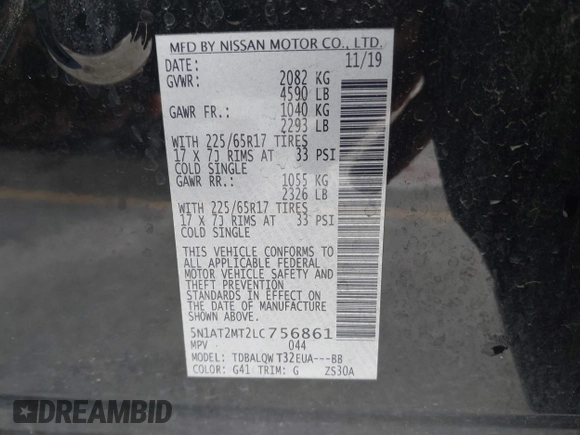 MFD BY NISSAN MOTOR CO., LTD.
DATE: 11/19
GVWR: 2082 KG
4590 LB
GAWR FR.: 1040 KG
2293 LB
WITH 225/65R17 TIRES
17 X 7J RIMS AT 33 PSI
COLD SINGLE
GAWR RR.: 1055 KG
2326 LB
WITH 225/65R17 TIRES
17 X 7J RIMS AT 33 PSI
COLD SINGLE
THIS VEHICLE CONFORMS TO
ALL APPLICABLE FEDERAL
MOTOR VEHICLE SAFETY AND
THEFT PREVENTION
STANDARDS IN EFFECT ON
THE DATE OF MANUFACTURE
SHOWN ABOVE.
5N1AT2MT2LC756861
MPV 044
MODEL: TDBALQW T32EUA---BB
COLOR: G41 TRIM: G ZS30A
DREAMBID